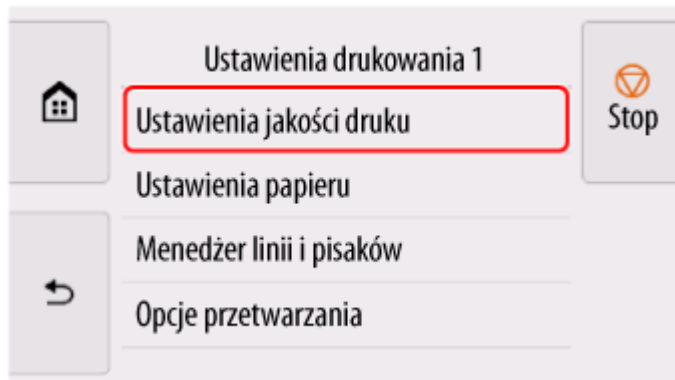 Ustawienia drukowania 1
Ustawienia jakości druku
Stop
Ustawienia papieru
Menedżer linii i pisaków
Opcje przetwarzania